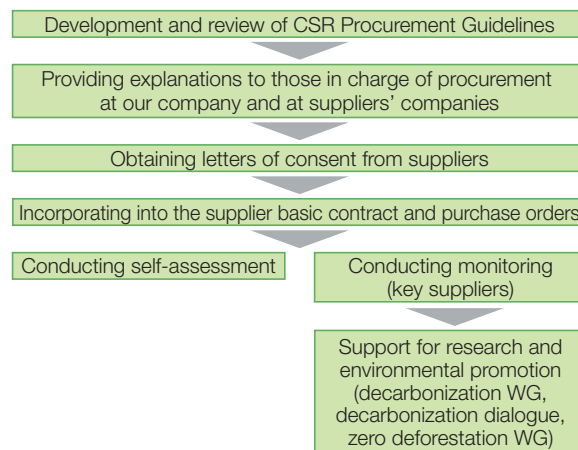 Development and review of CSR Procurement Guidelines
Providing explanations to those in charge of procurement
at our company and at suppliers’ companies
Obtaining letters of consent from suppliers
Incorporating into the supplier basic contract and purchase orders
Conducting self-assessment
Conducting monitoring
(key suppliers)
Support for research and
environmental promotion
(decarbonization WG,
decarbonization dialogue,
zero deforestation WG)